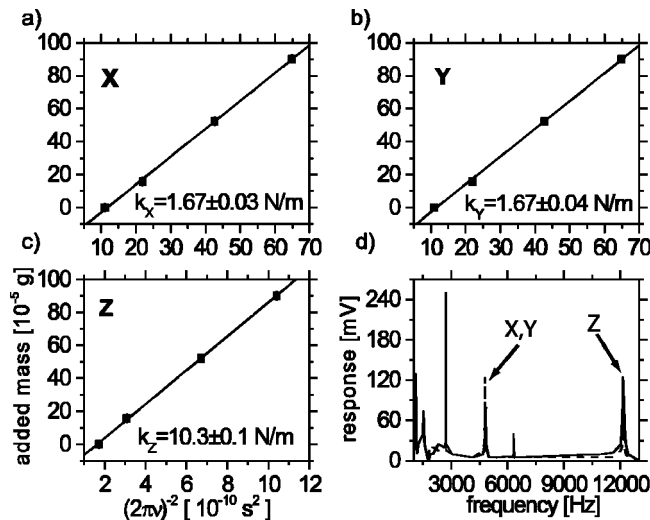 a)
b)
100
80
60
40
20
0
X
k_X=1.67±0.03 N/m
10 20 30 40 50 60 70
100
80
60
40
20
0
Y
k_Y=1.67±0.04 N/m
10 20 30 40 50 60 70
c)
d)
added mass [10⁻⁵ g]
100
80
60
40
20
0
Z
k_Z=10.3±0.1 N/m
2 4 6 8 10 12
(2πν)⁻² [ 10⁻¹⁰ s² ]
response [mV]
240
180
120
60
0
X,Y
Z
3000 6000 9000 12000
frequency [Hz]